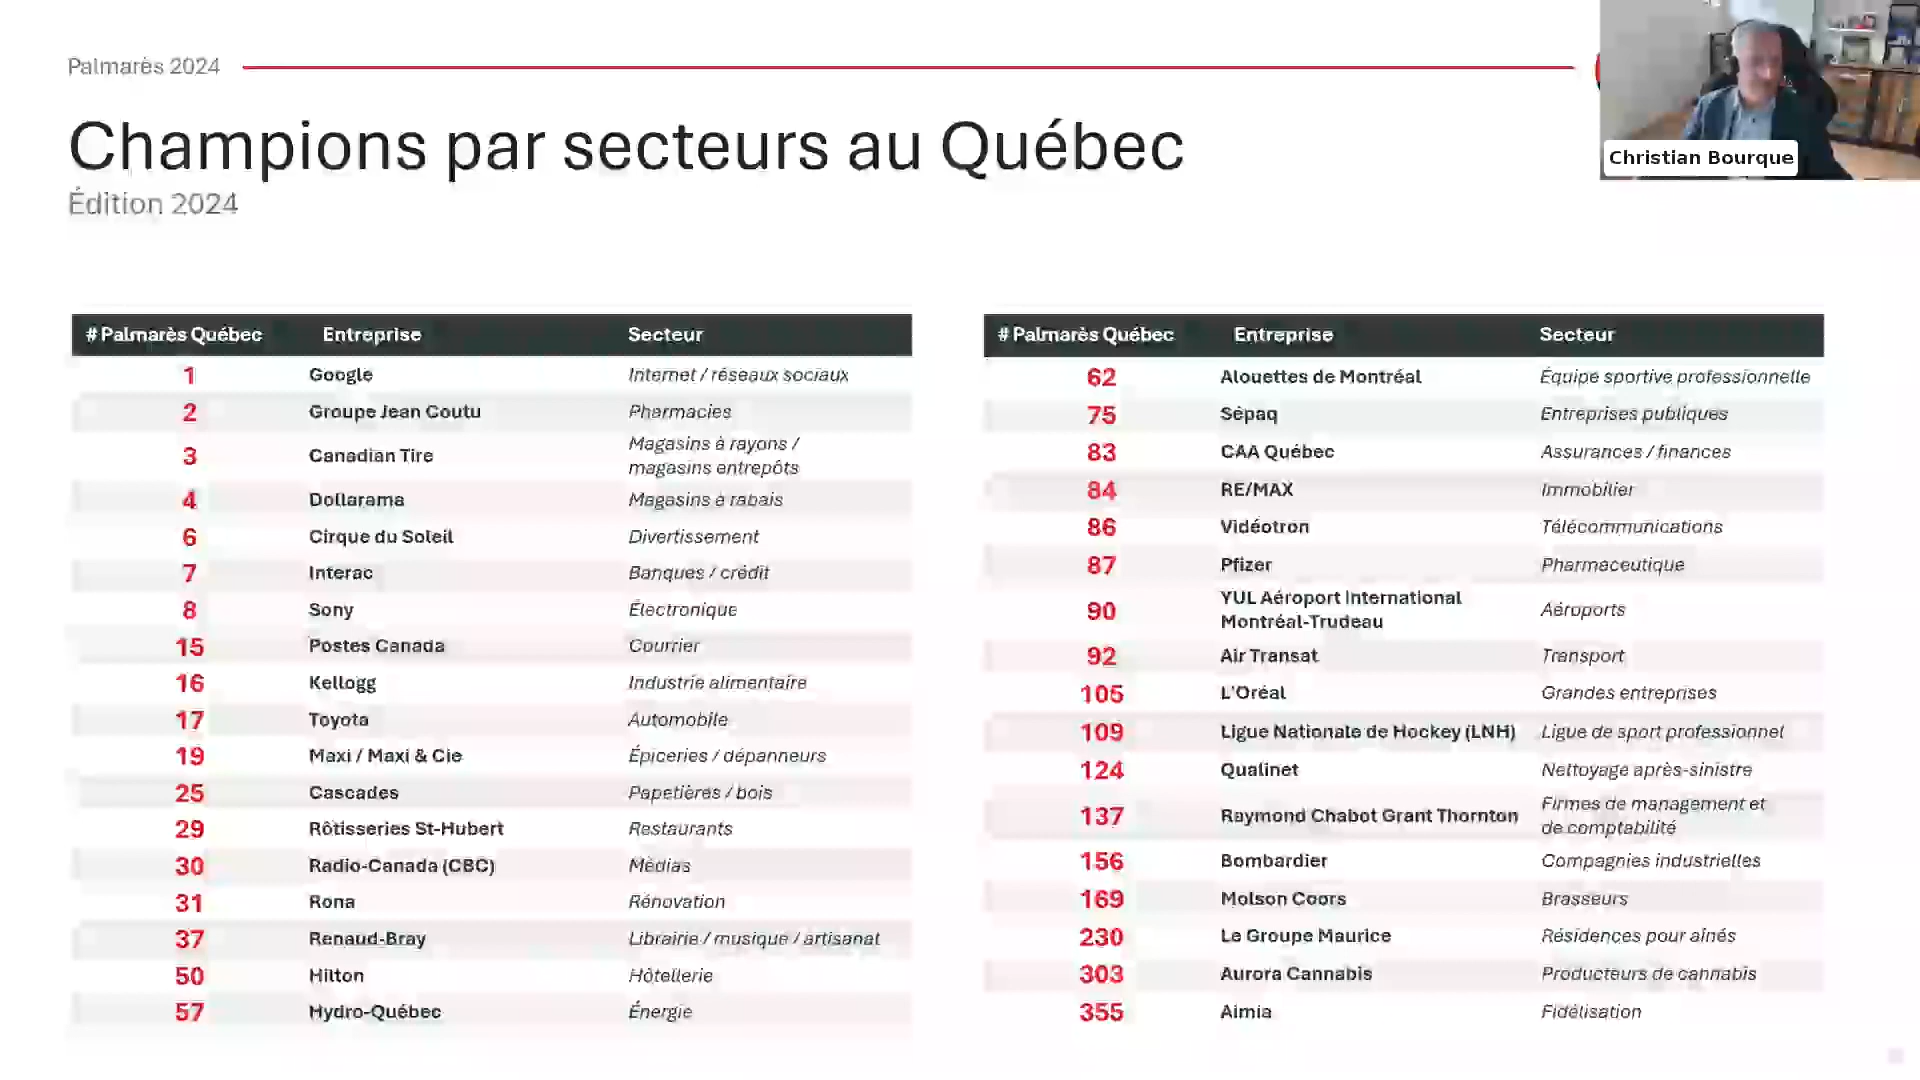 Palmarès 2024
Champions par secteurs au Québec
Édition 2024
Christian Bourque
# Palmarès Québec Entreprise Secteur
1 Google Internet / réseaux sociaux
2 Groupe Jean Coutu Pharmacies
3 Canadian Tire Magasins à rayons /
magasins entrepôts
4 Dollarama Magasins à rabais
6 Cirque du Soleil Divertissement
7 Interac Banques / crédit
8 Sony Électronique
15 Postes Canada Courrier
16 Kellogg Industrie alimentaire
17 Toyota Automobile
19 Maxi / Maxi & Cie Épiceries / dépanneurs
25 Cascades Papetières / bois
29 Rôtisseries St-Hubert Restaurants
30 Radio-Canada (CBC) Médias
31 Rona Rénovation
37 Renaud-Bray Librairie / musique / artisanat
50 Hilton Hôtellerie
57 Hydro-Québec Énergie
# Palmarès Québec Entreprise Secteur
62 Alouettes de Montréal Équipe sportive professionnelle
75 Sépaq Entreprises publiques
83 CAA Québec Assurances / finances
84 RE/MAX Immobilier
86 Vidéotron Télécommunications
87 Pfizer Pharmaceutique
90 YUL Aéroport International
Montréal-Trudeau Aéroports
92 Air Transat Transport
105 L'Oréal Grandes entreprises
109 Ligue Nationale de Hockey (LNH) Ligue de sport professionnel
124 Qualinet Nettoyage après-sinistre
137 Raymond Chabot Grant Thornton Firmes de management et
de comptabilité
156 Bombardier Compagnies industrielles
169 Molson Coors Brasseurs
230 Le Groupe Maurice Résidences pour aînés
303 Aurora Cannabis Producteurs de cannabis
355 Aimia Fidélisation